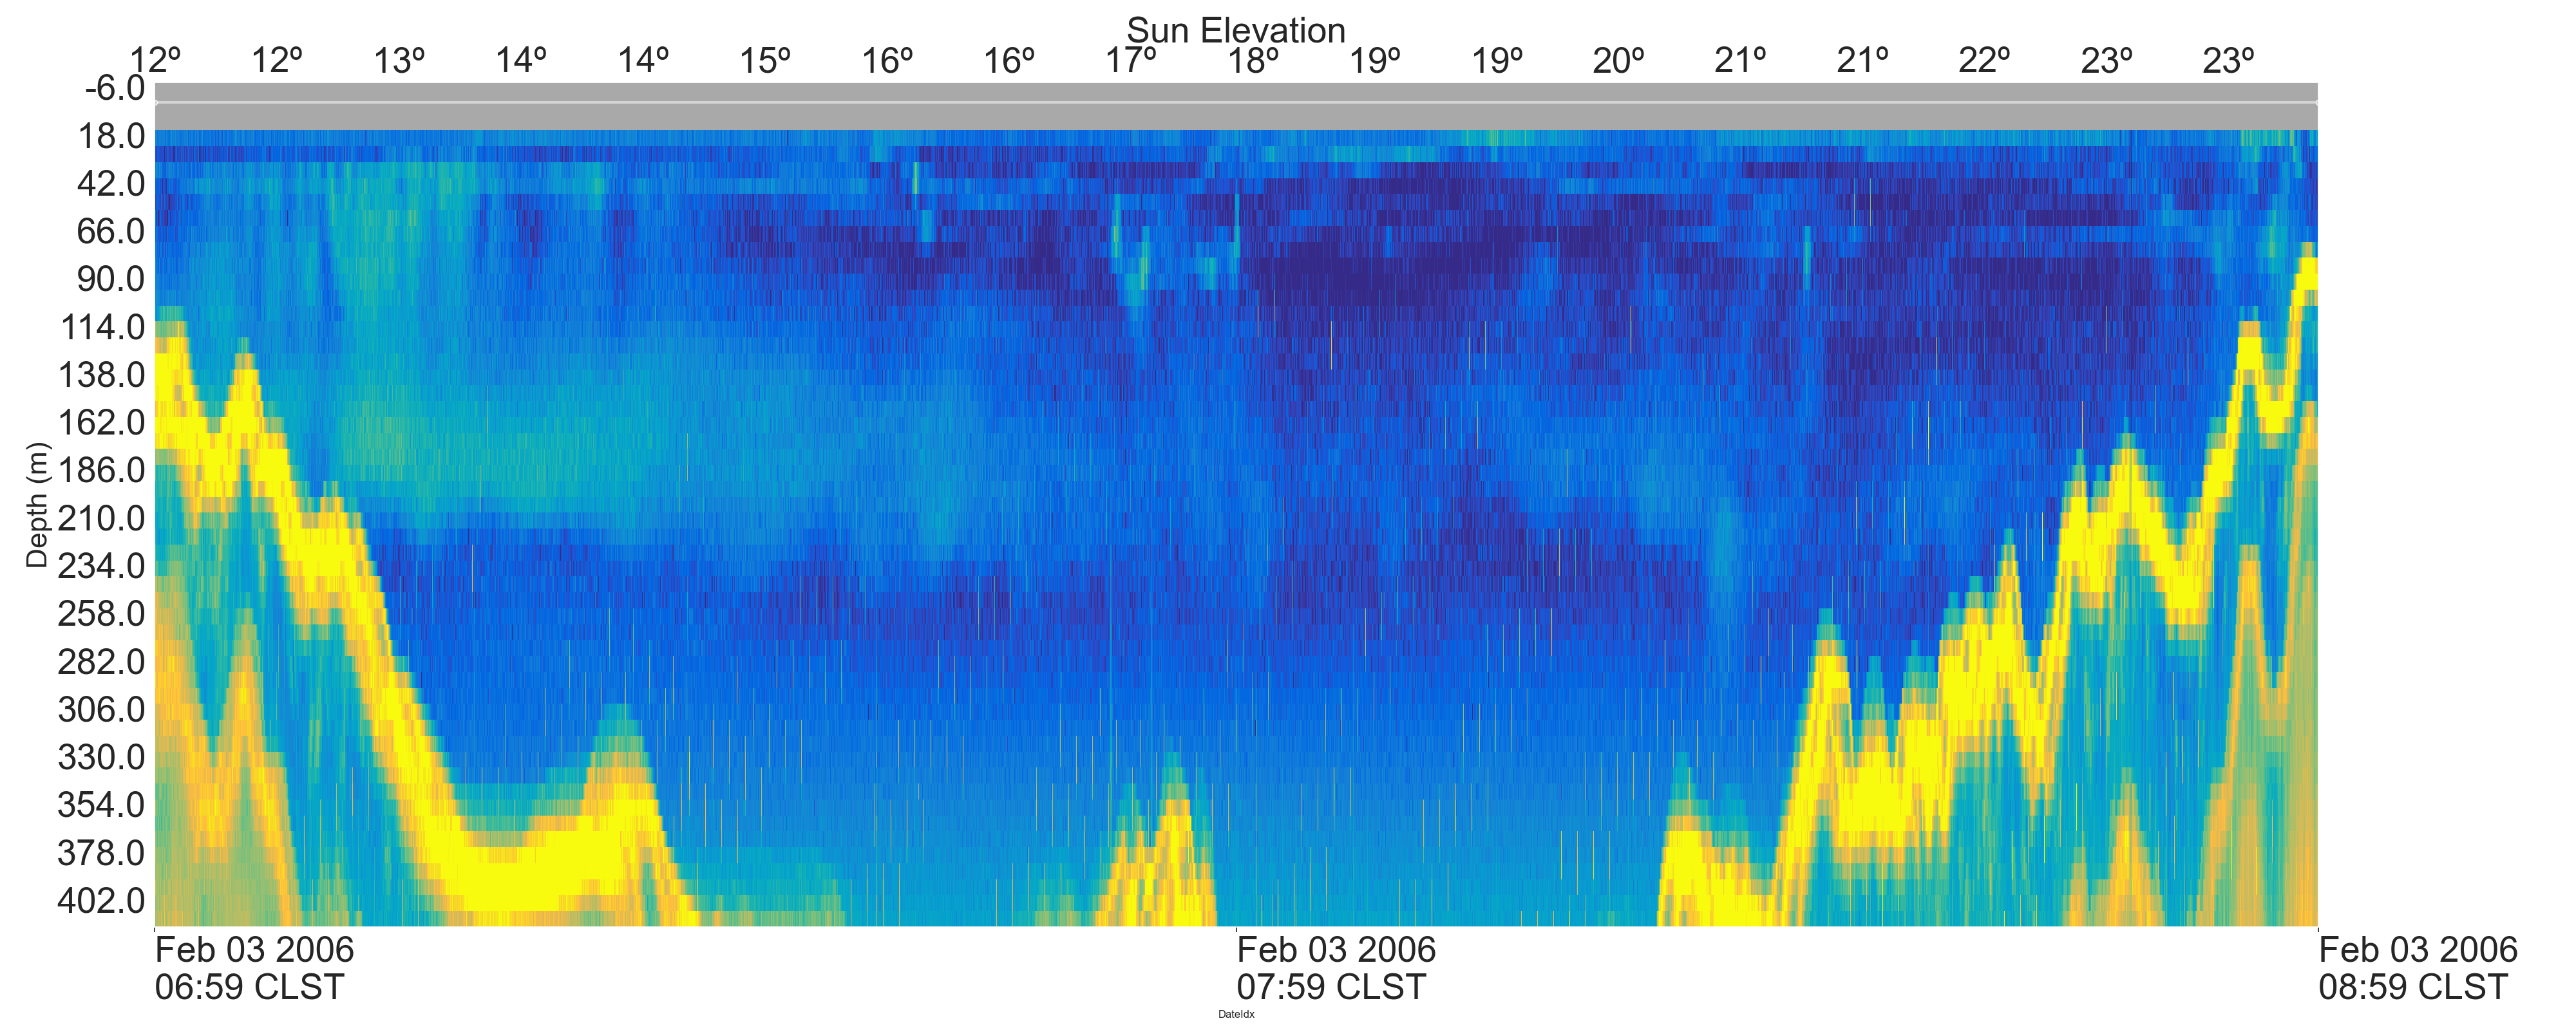 Sun Elevation
12º 12º 13º 14º 14º 15º 16º 16º 17º 18º 19º 19º 20º 21º 21º 22º 23º 23º
-6.0
18.0
42.0
66.0
90.0
114.0
138.0
162.0
186.0
210.0
234.0
258.0
282.0
306.0
330.0
354.0
378.0
402.0
Depth (m)
Feb 03 2006
06:59 CLST
Feb 03 2006
07:59 CLST
Feb 03 2006
08:59 CLST
DateIdx